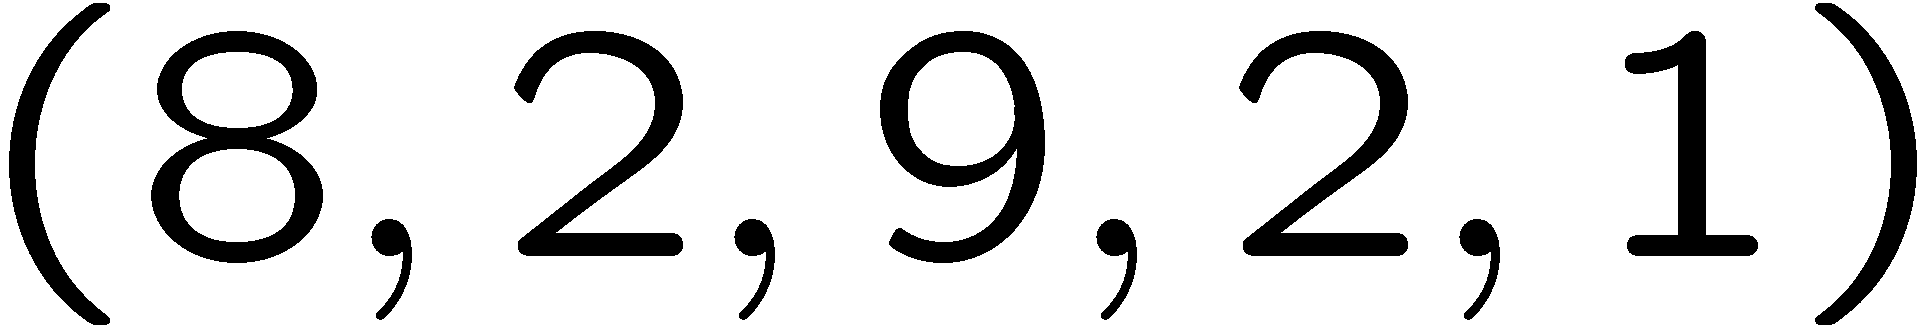 (8, 2, 9, 2, 1)